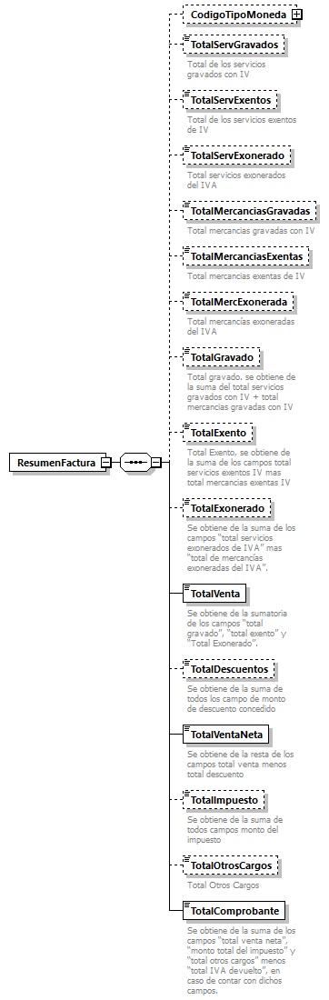 CodigoTipoMoneda
TotalServGravados
Total de los servicios
gravados con IV
TotalServExentos
Total de los servicios exentos
de IV
TotalServExonerado
Total servicios exonerados
del IVA
TotalMercanciasGravadas
Total mercancias gravadas con IV
TotalMercanciasExentas
Total mercancias exentas de IV
TotalMercExonerada
Total mercancías exoneradas
del IVA
TotalGravado
Total gravado. se obtiene de
la suma del total servicios
gravados con IV + total
mercancias gravadas con IV
TotalExento
Total Exento, se obtiene de
la suma de los campos total
servicios exentos IV mas
total mercancias exentas IV
ResumenFactura
TotalExonerado
Se obtiene de la suma de los
campos "total servicios
exonerados de IVA" mas
"total de mercancías
exoneradas del IVA".
TotalVenta
Se obtiene de la sumatoria
de los campos "total
gravado", "total exento" y
"Total Exonerado".
TotalDescuentos
Se obtiene de la suma de
todos los campo de monto
de descuento concedido
TotalVentaNeta
Se obtiene de la resta de los
campos total venta menos
total descuento
TotalImpuesto
Se obtiene de la suma de
todos campos monto del
impuesto
TotalOtrosCargos
Total Otros Cargos
TotalComprobante
Se obtiene de la suma de los
campos "total venta neta",
"monto total del impuesto" y
"total otros cargos" menos
"total IVA devuelto", en
caso de contar con dichos
campos.